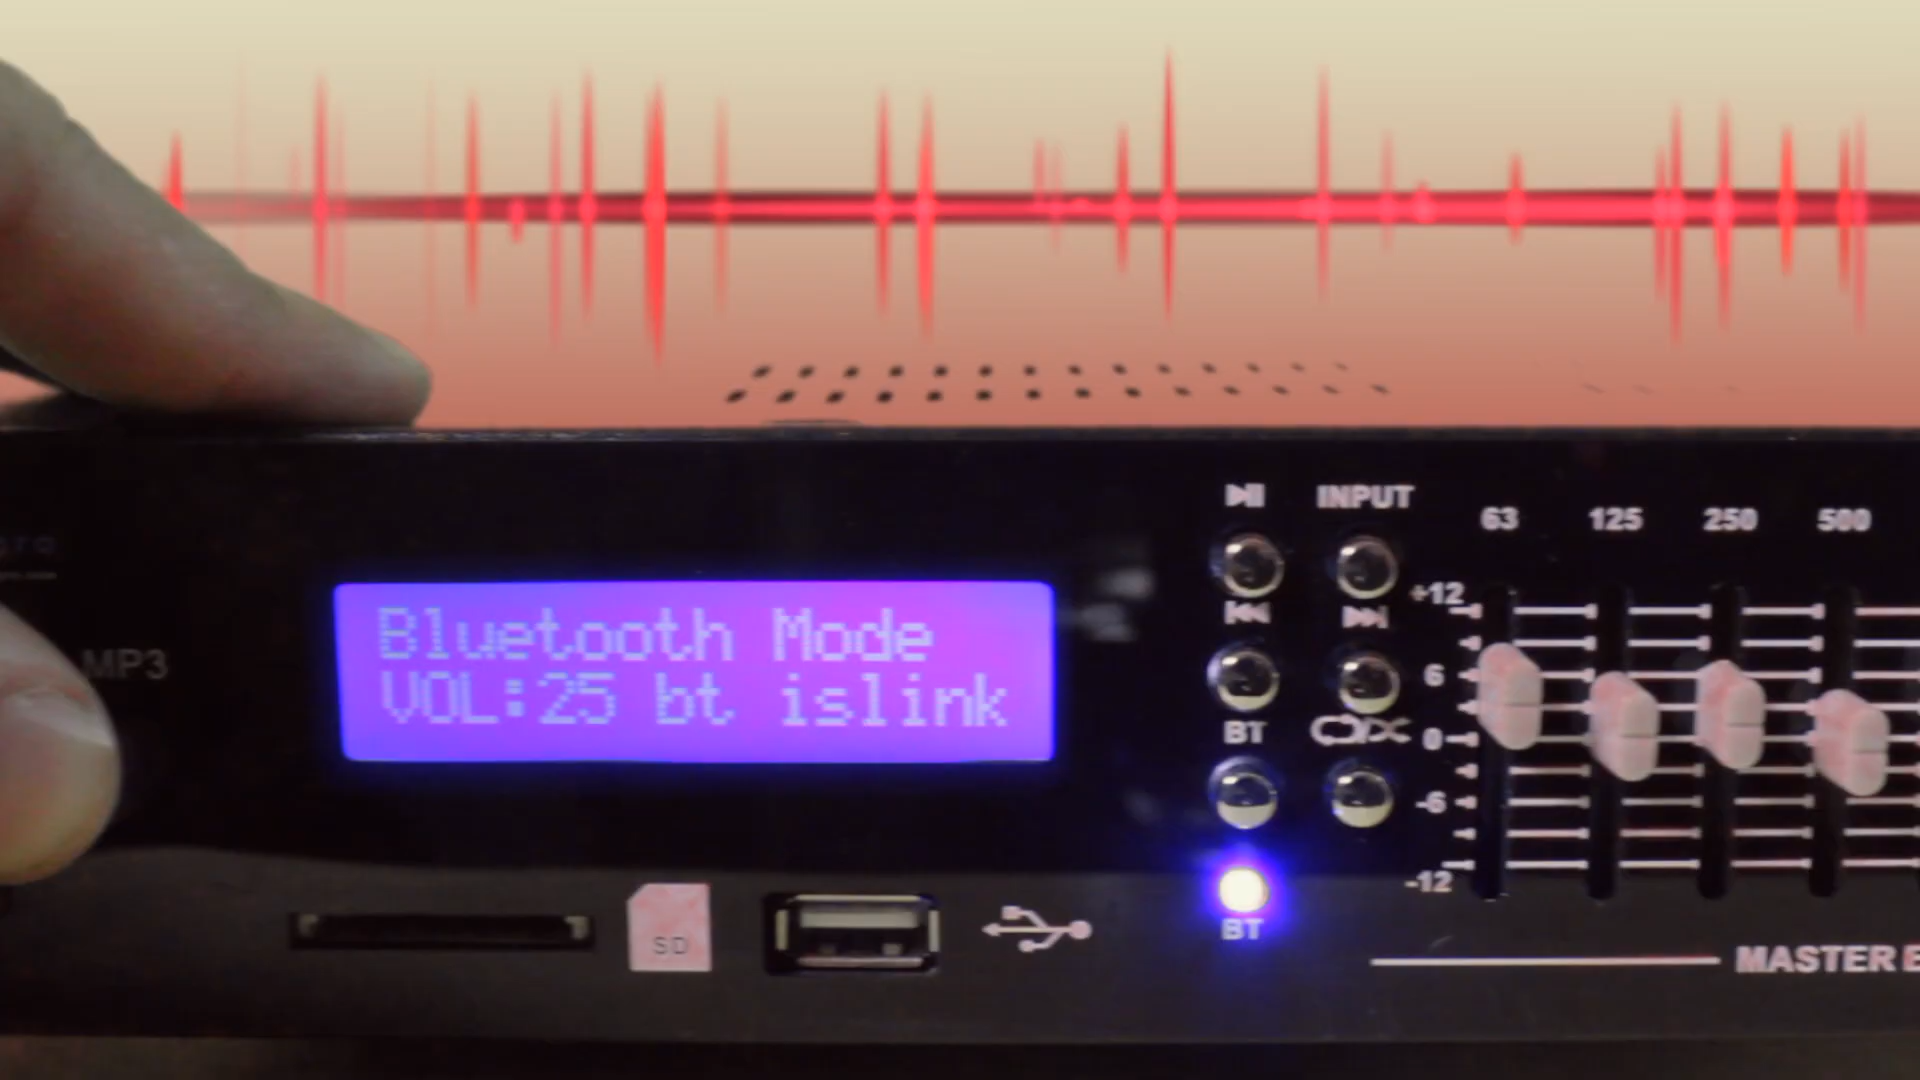 INPUT
63 125 250 500
+12
Bluetooth Mode
VOL:25 bt islink
MP3
6
BT
0
-6
-12
SD
BT
MASTER